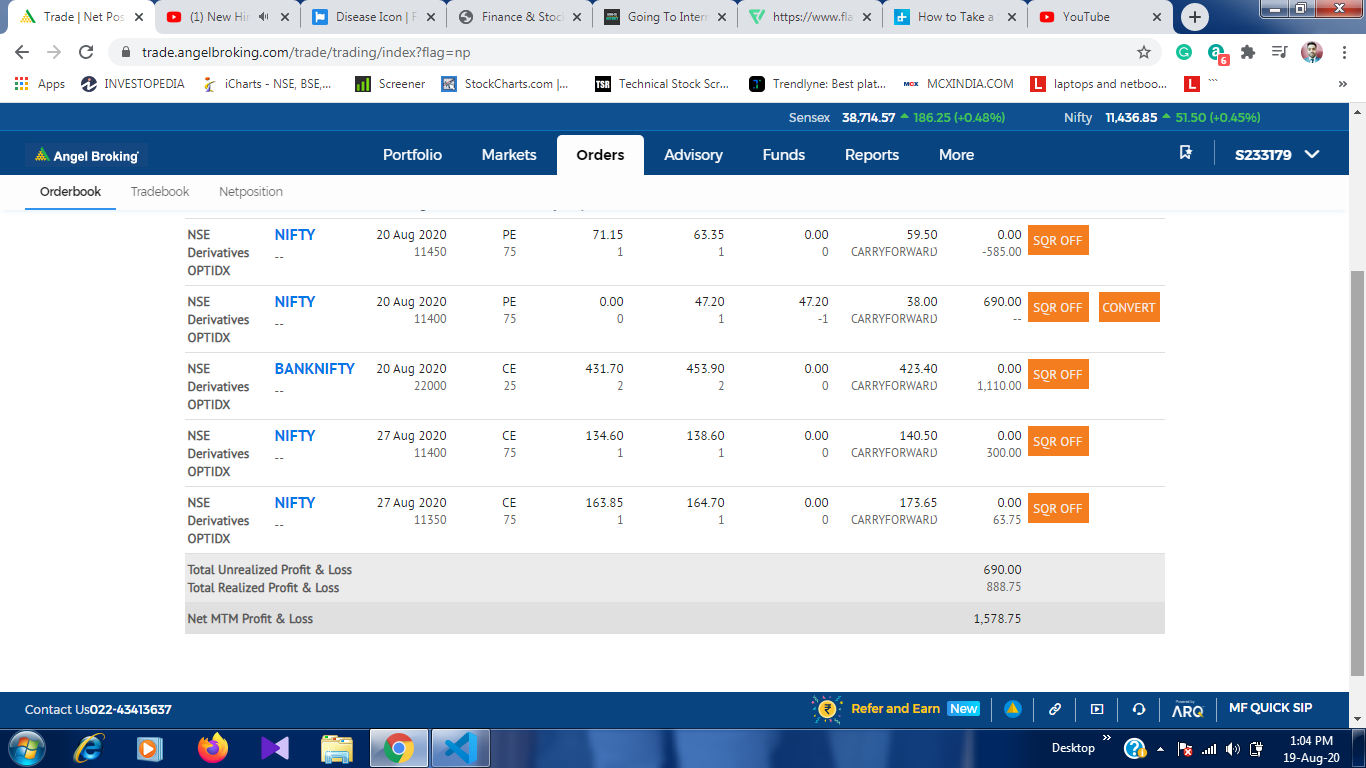 Trade | Net Pos
(1) New Hi
Disease Icon | F
Finance & Stoc
Going To Inter
https://www.fla
How to Take a
YouTube
trade.angelbroking.com/trade/trading/index?flag=np
6
Apps
INVESTOPEDIA
iCharts - NSE, BSE,...
Screener
StockCharts.com |...
TSR
Technical Stock Scr...
Trendlyne: Best plat...
MCX
MCXINDIA.COM
L
laptops and netboo...
L
```
»
Sensex 38,714.57 186.25 (+0.48%)
Nifty 11,436.85 51.50 (+0.45%)
Angel Broking
Portfolio
Markets
Orders
Advisory
Funds
Reports
More
S233179
Orderbook
Tradebook
Netposition
NSE NIFTY 20 Aug 2020 PE 71.15 63.35 0.00 59.50 0.00 SQR OFF
Derivatives -- 11450 75 1 1 0 CARRYFORWARD -585.00
OPTIDX
NSE NIFTY 20 Aug 2020 PE 0.00 47.20 47.20 38.00 690.00 SQR OFF CONVERT
Derivatives -- 11400 75 0 1 -1 CARRYFORWARD --
OPTIDX
NSE BANKNIFTY 20 Aug 2020 CE 431.70 453.90 0.00 423.40 0.00 SQR OFF
Derivatives -- 22000 25 2 2 0 CARRYFORWARD 1,110.00
OPTIDX
NSE NIFTY 27 Aug 2020 CE 134.60 138.60 0.00 140.50 0.00 SQR OFF
Derivatives -- 11400 75 1 1 0 CARRYFORWARD 300.00
OPTIDX
NSE NIFTY 27 Aug 2020 CE 163.85 164.70 0.00 173.65 0.00 SQR OFF
Derivatives -- 11350 75 1 1 0 CARRYFORWARD 63.75
OPTIDX
Total Unrealized Profit & Loss 690.00
Total Realized Profit & Loss 888.75
Net MTM Profit & Loss 1,578.75
Contact Us022-43413637
₹
Refer and Earn New
POWERED BY
ARQ
MF QUICK SIP
Desktop »
1:04 PM
19-Aug-20